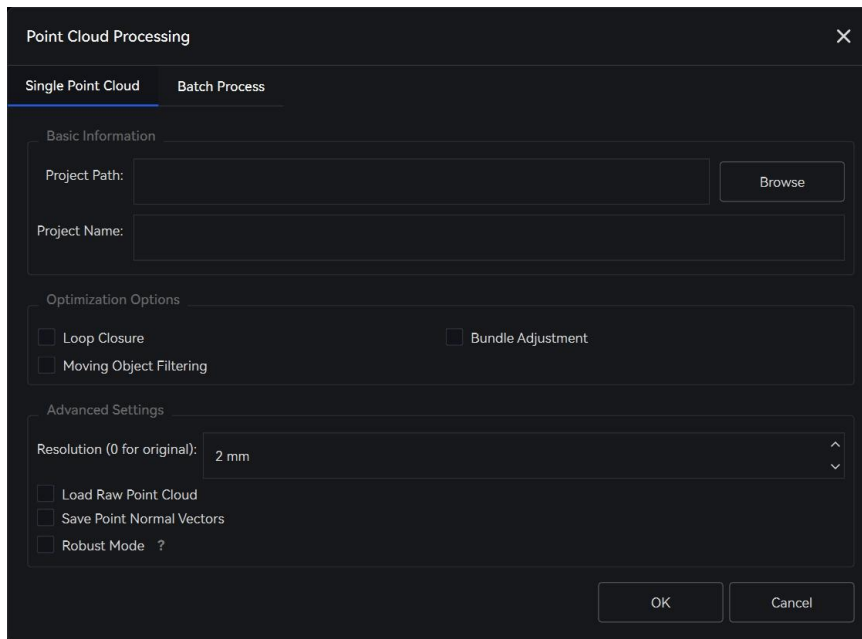 Point Cloud Processing
Single Point Cloud
Batch Process
Basic Information
Project Path:
Browse
Project Name:
Optimization Options
Loop Closure
Bundle Adjustment
Moving Object Filtering
Advanced Settings
Resolution (0 for original):
2 mm
Load Raw Point Cloud
Save Point Normal Vectors
Robust Mode ?
OK
Cancel